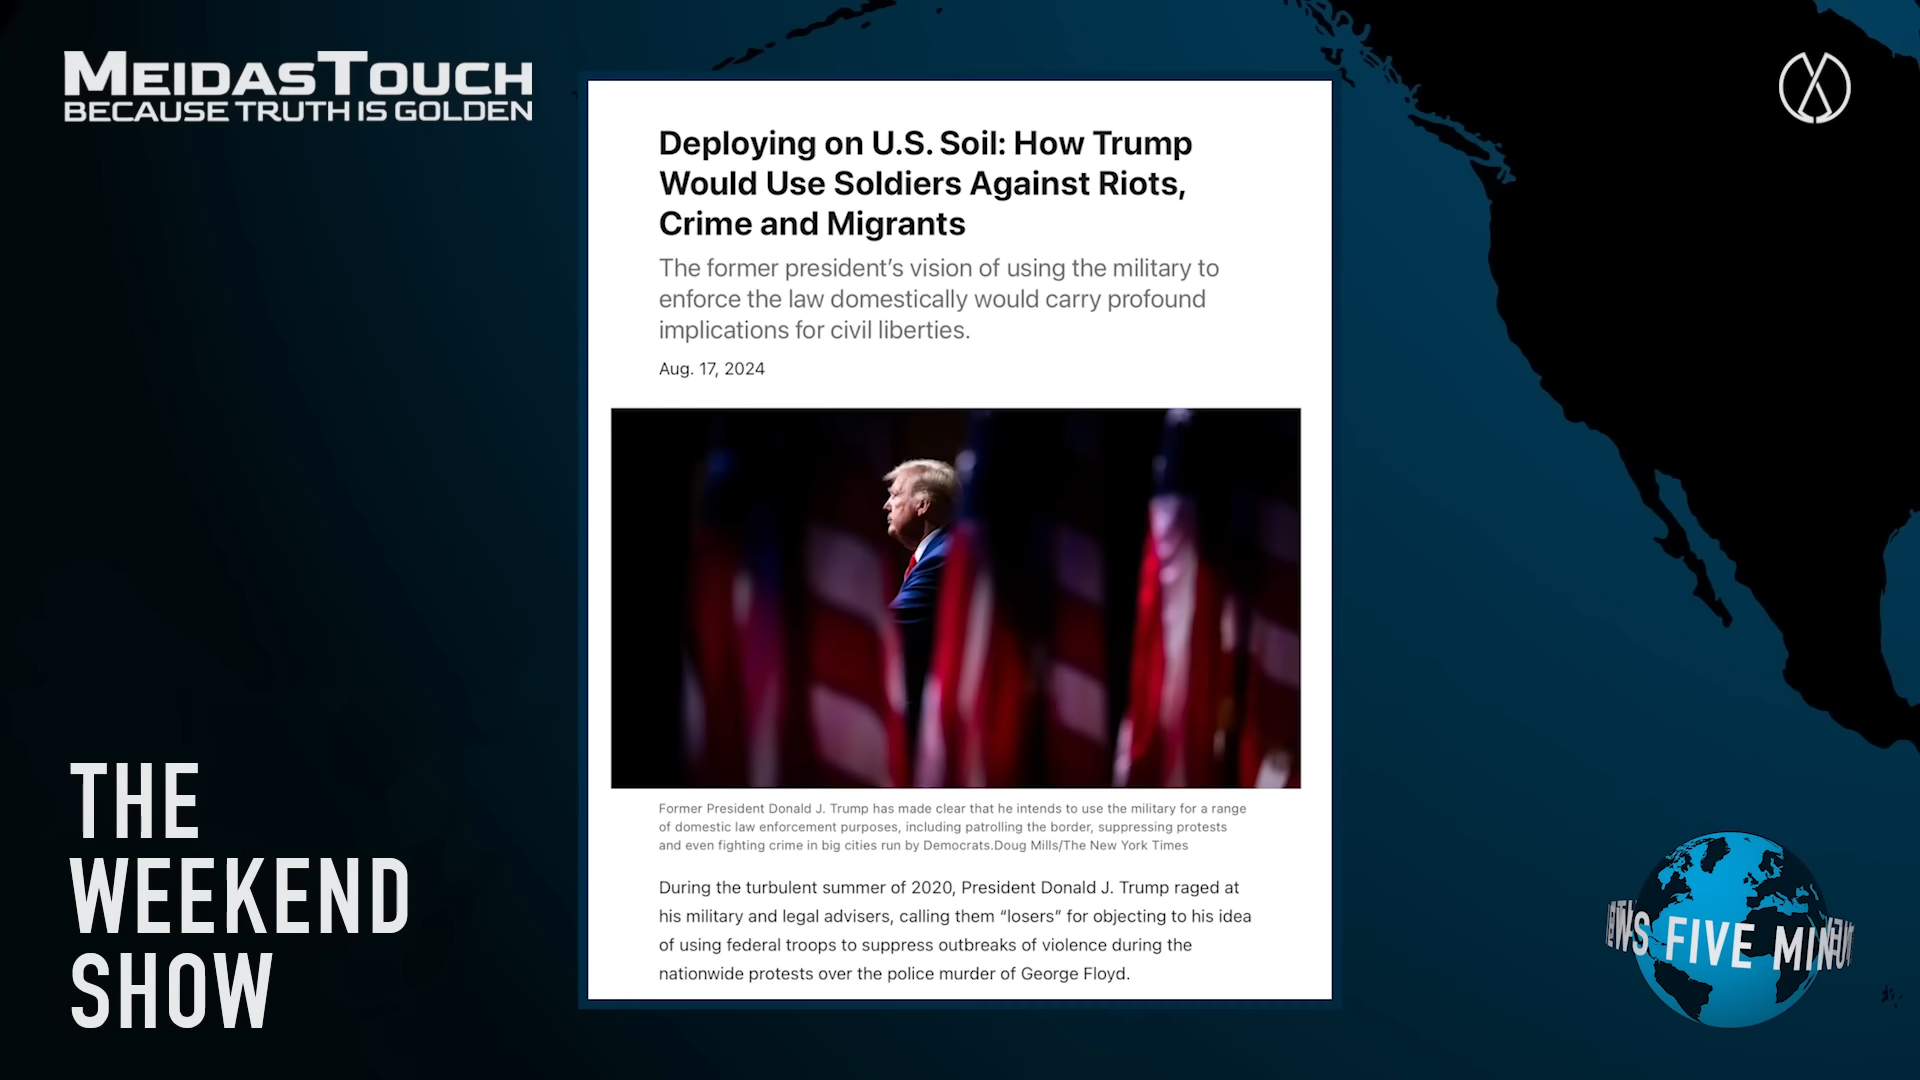 MEIDASTOUCH
BECAUSE TRUTH IS GOLDEN
Deploying on U.S. Soil: How Trump
Would Use Soldiers Against Riots,
Crime and Migrants
The former president’s vision of using the military to
enforce the law domestically would carry profound
implications for civil liberties.
Aug. 17, 2024
Former President Donald J. Trump has made clear that he intends to use the military for a range
of domestic law enforcement purposes, including patrolling the border, suppressing protests
and even fighting crime in big cities run by Democrats.Doug Mills/The New York Times
During the turbulent summer of 2020, President Donald J. Trump raged at
his military and legal advisers, calling them “losers” for objecting to his idea
of using federal troops to suppress outbreaks of violence during the
nationwide protests over the police murder of George Floyd.
THE
WEEKEND
SHOW
FIVE